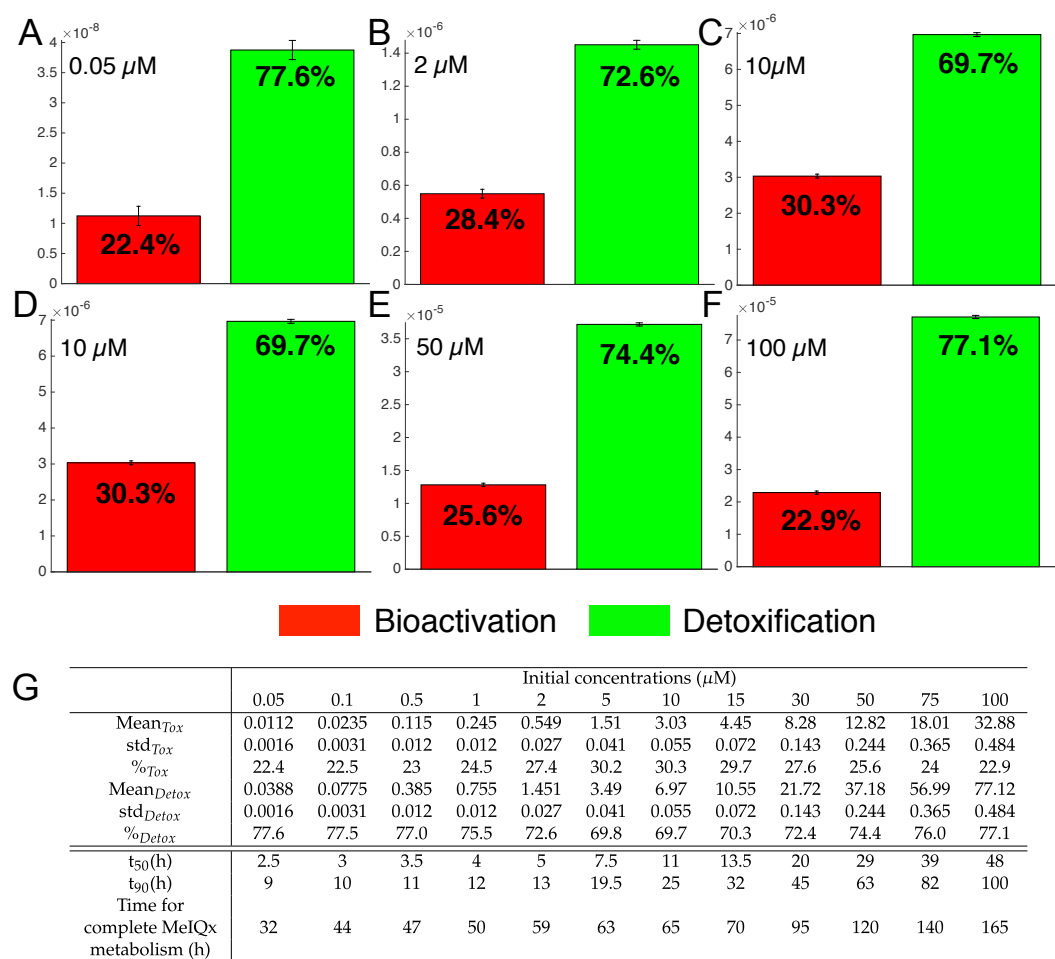 A
×10⁻⁸
0.05 μM
4
3.5
3
2.5
2
1.5
1
0.5
0
22.4%
77.6%
B
×10⁻⁶
2 μM
1.4
1.2
1
0.8
0.6
0.4
0.2
0
28.4%
72.6%
C
×10⁻⁶
10μM
7
6
5
4
3
2
1
0
30.3%
69.7%
D
×10⁻⁶
10 μM
7
6
5
4
3
2
1
0
30.3%
69.7%
E
×10⁻⁵
50 μM
3.5
3
2.5
2
1.5
1
0.5
0
25.6%
74.4%
F
×10⁻⁵
100 μM
7
6
5
4
3
2
1
0
22.9%
77.1%
Bioactivation Detoxification
G
Initial concentrations (μM)
0.05 0.1 0.5 1 2 5 10 15 30 50 75 100
Mean_Tox 0.0112 0.0235 0.115 0.245 0.549 1.51 3.03 4.45 8.28 12.82 18.01 32.88
std_Tox 0.0016 0.0031 0.012 0.012 0.027 0.041 0.055 0.072 0.143 0.244 0.365 0.484
%_Tox 22.4 22.5 23 24.5 27.4 30.2 30.3 29.7 27.6 25.6 24 22.9
Mean_Detox 0.0388 0.0775 0.385 0.755 1.451 3.49 6.97 10.55 21.72 37.18 56.99 77.12
std_Detox 0.0016 0.0031 0.012 0.012 0.027 0.041 0.055 0.072 0.143 0.244 0.365 0.484
%_Detox 77.6 77.5 77.0 75.5 72.6 69.8 69.7 70.3 72.4 74.4 76.0 77.1
t₅₀(h) 2.5 3 3.5 4 5 7.5 11 13.5 20 29 39 48
t₉₀(h) 9 10 11 12 13 19.5 25 32 45 63 82 100
Time for
complete MeIQx 32 44 47 50 59 63 65 70 95 120 140 165
metabolism (h)